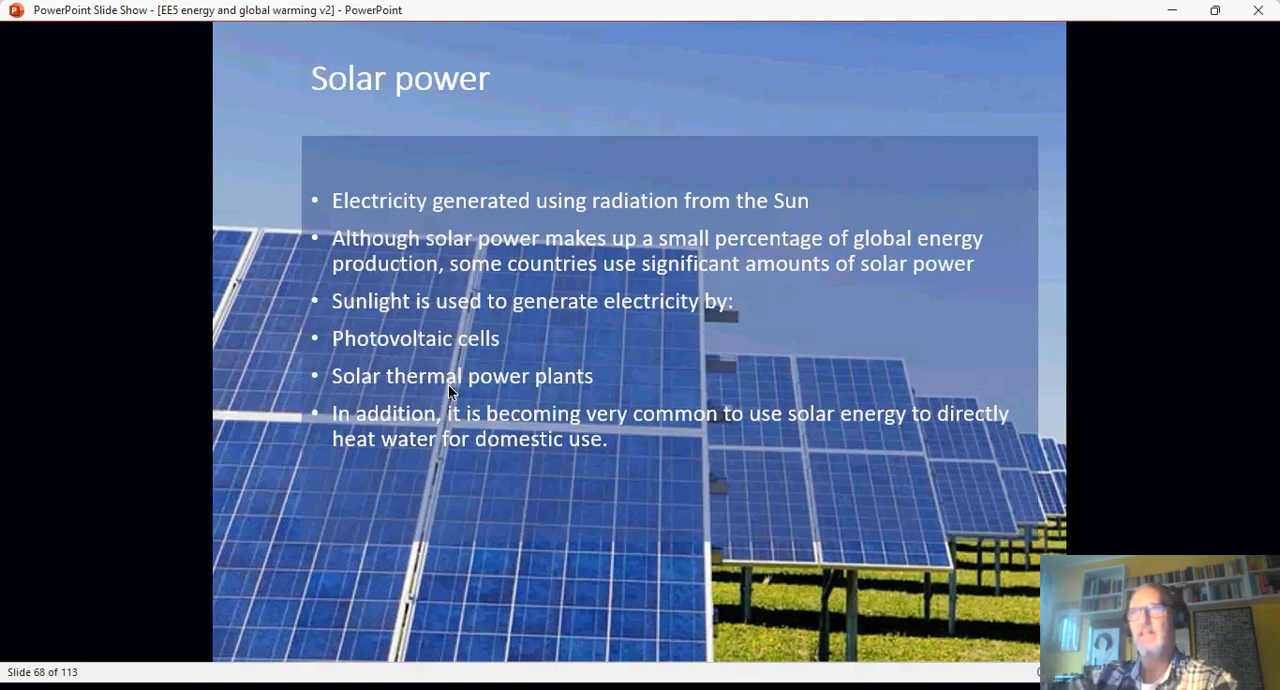 PowerPoint Slide Show - [EE5 energy and global warming v2] - PowerPoint
Solar power
• Electricity generated using radiation from the Sun
• Although solar power makes up a small percentage of global energy
production, some countries use significant amounts of solar power
• Sunlight is used to generate electricity by:
• Photovoltaic cells
• Solar thermal power plants
• In addition, it is becoming very common to use solar energy to directly
heat water for domestic use.
Slide 68 of 113